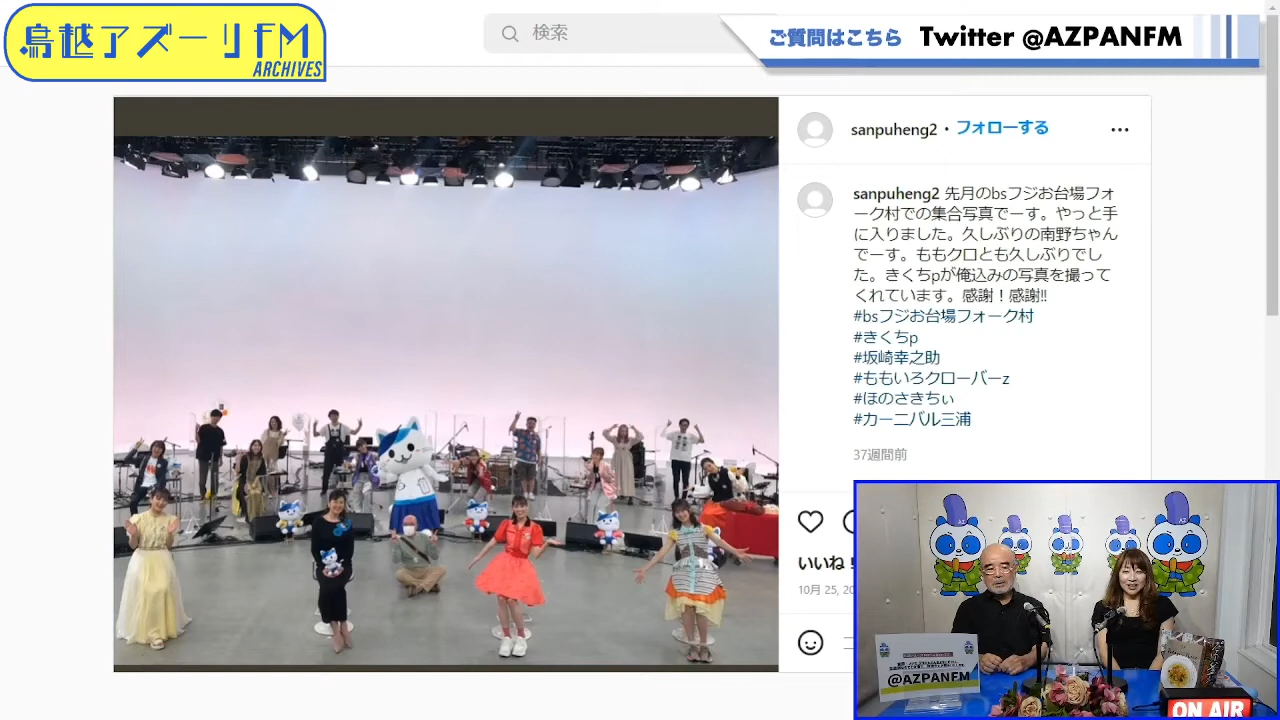 鳥越アズーリFM
ARCHIVES
検索
ご質問はこちら Twitter @AZPANFM
sanpuheng2 • フォローする
sanpuheng2 先月のbsフジお台場フォ
ーク村での集合写真でーす。やっと手
に入りました。久しぶりの南野ちゃん
でーす。ももクロとも久しぶりでし
た。きくちpが俺込みの写真を撮って
くれています。感謝！感謝!!
#bsフジお台場フォーク村
#きくちp
#坂崎幸之助
#ももいろクローバーz
#ほのさきちぃ
#カーニバル三浦
37週間前
いいね！
10月 25, 20
AZ
AZ
@AZPANFM
ON AIR